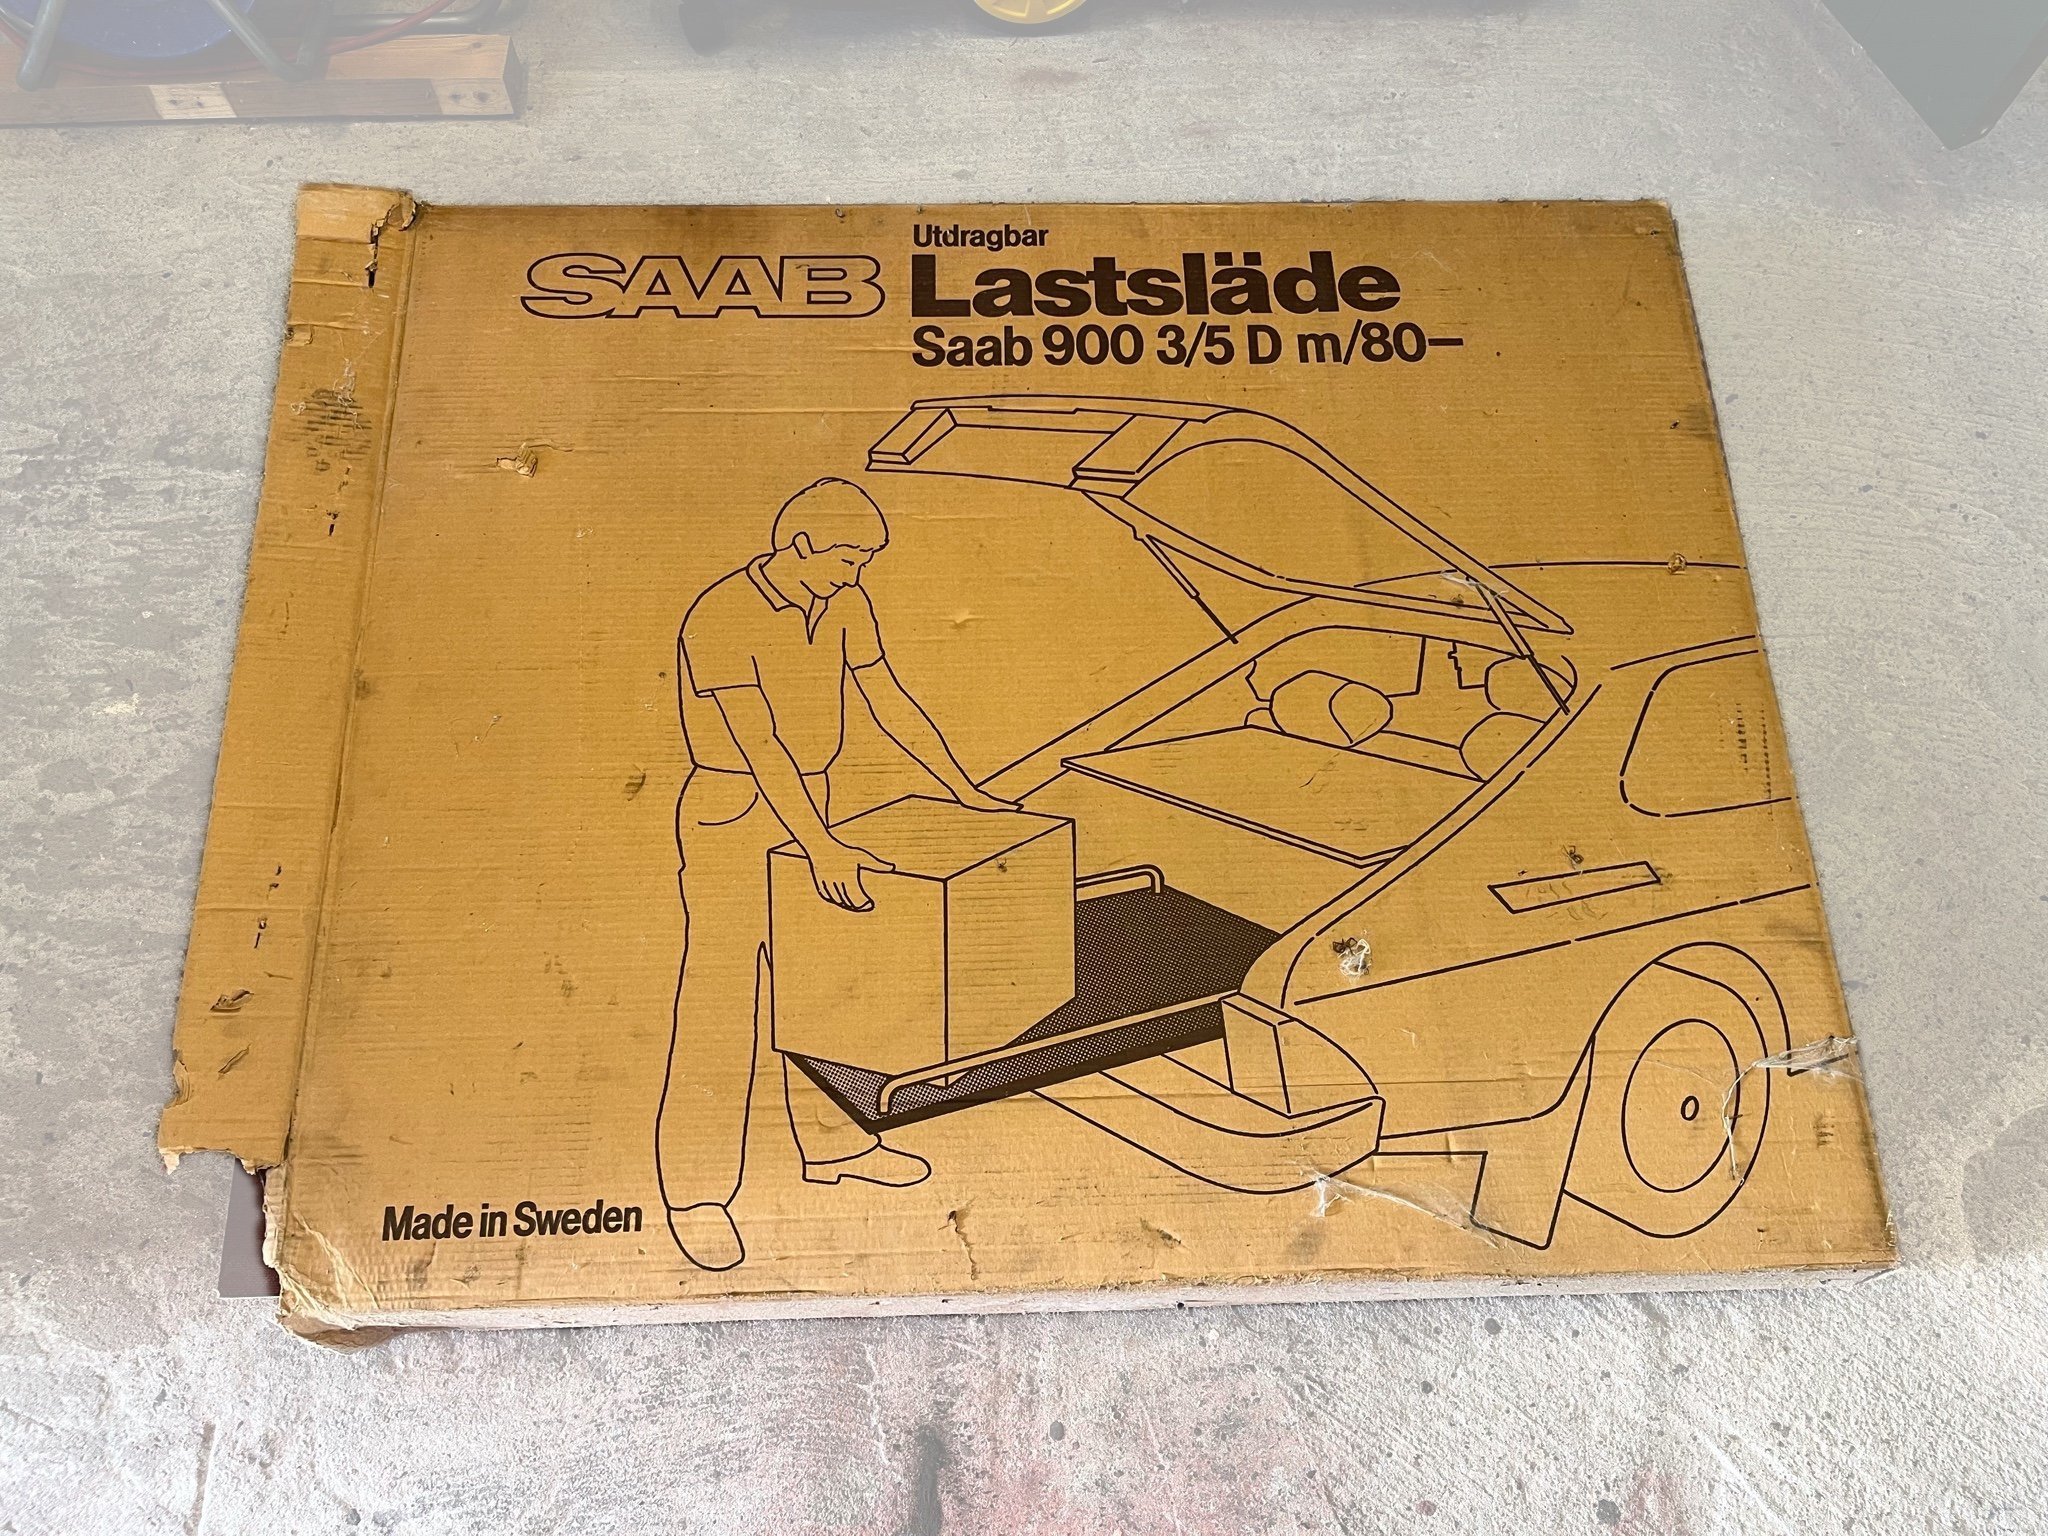 SAAB
Utdragbar
Lastsläde
Saab 900 3/5 D m/80–
Made in Sweden